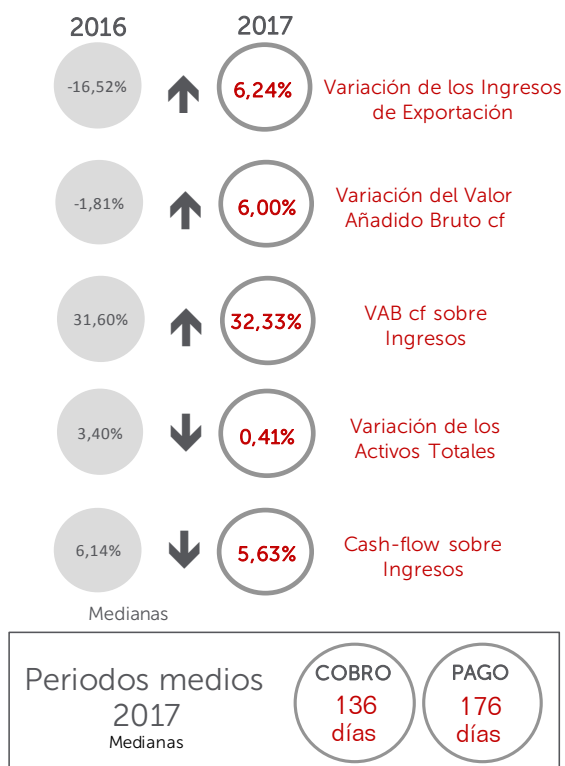 2016
2017
-16,52%
6,24%
Variación de los Ingresos
de Exportación
-1,81%
6,00%
Variación del Valor
Añadido Bruto cf
31,60%
32,33%
VAB cf sobre
Ingresos
3,40%
0,41%
Variación de los
Activos Totales
6,14%
5,63%
Cash-flow sobre
Ingresos
Medianas
Periodos medios
2017
Medianas
COBRO
136
días
PAGO
176
días